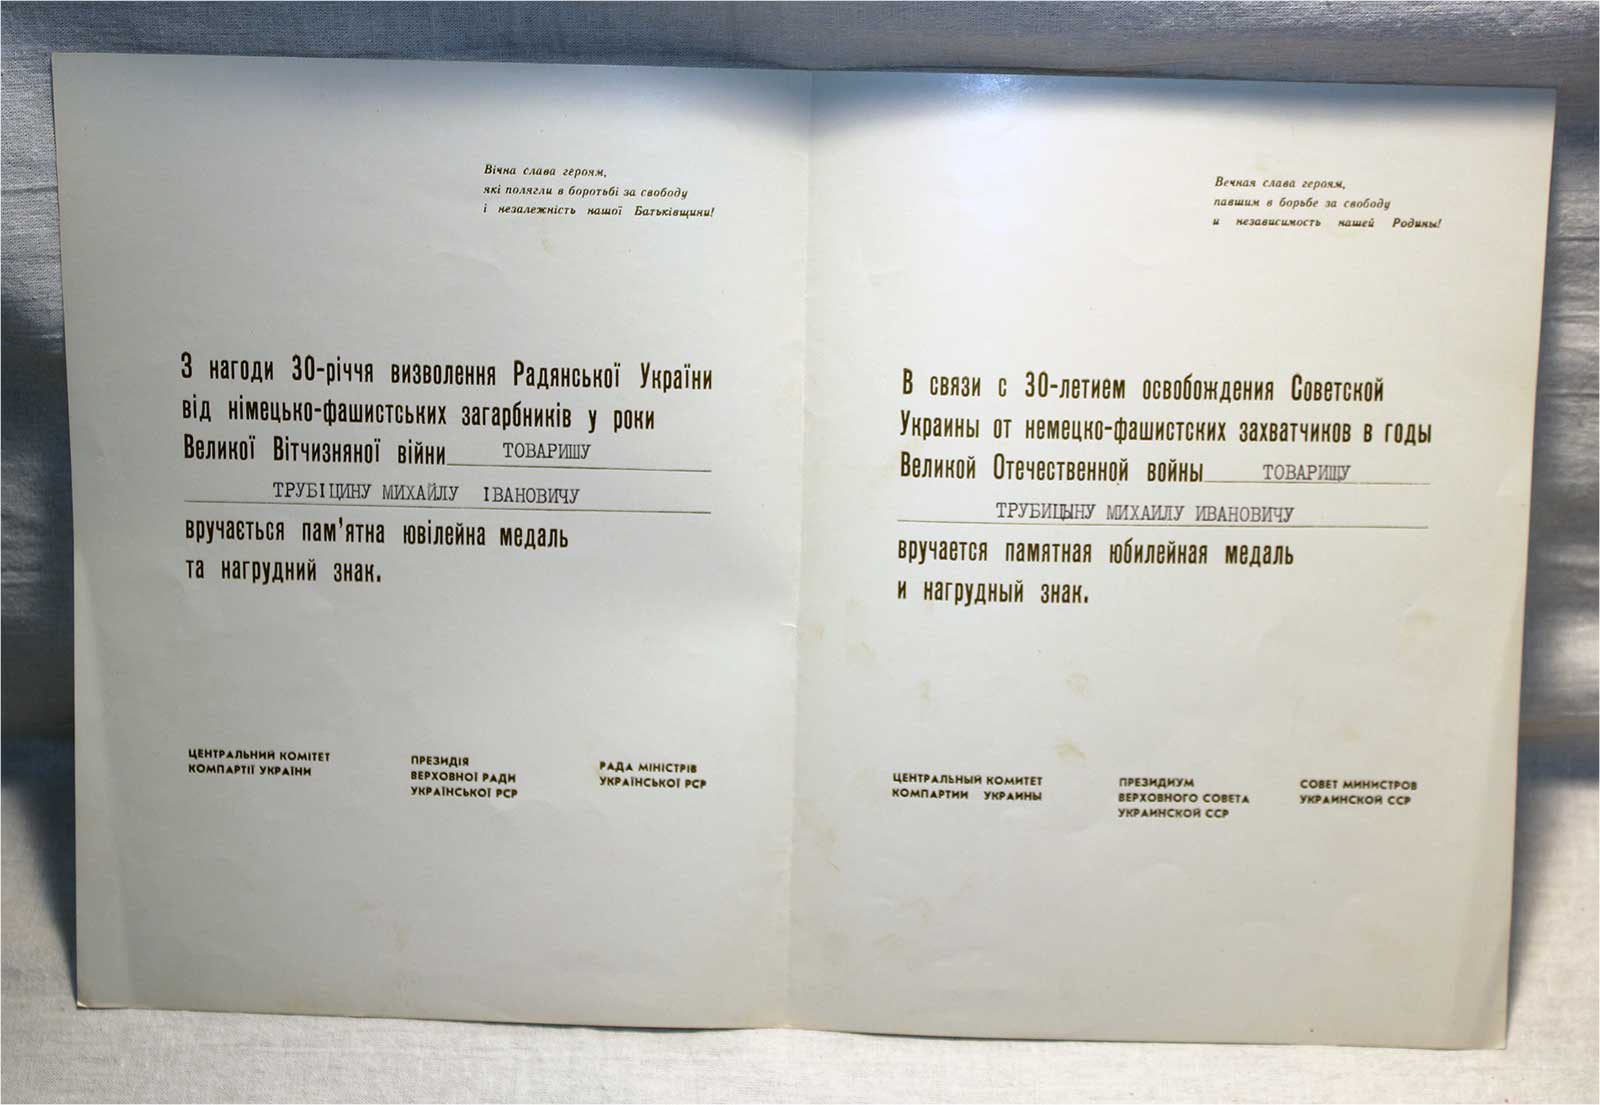 Вічна слава героям,
які полягли в боротьбі за свободу
і незалежність нашої Батьківщини!
З нагоди 30-річчя визволення Радянської України
від німецько-фашистських загарбників у роки
Великої Вітчизняної війни ТОВАРИШУ
ТРУБІЦИНУ МИХАЙЛУ ІВАНОВИЧУ
вручається пам'ятна ювілейна медаль
та нагрудний знак.
ЦЕНТРАЛЬНИЙ КОМІТЕТ
КОМПАРТІЇ УКРАЇНИ
ПРЕЗИДІЯ
ВЕРХОВНОЇ РАДИ
УКРАЇНСЬКОЇ РСР
РАДА МІНІСТРІВ
УКРАЇНСЬКОЇ РСР
Вечная слава героям,
павшим в борьбе за свободу
и независимость нашей Родины!
В связи с 30-летием освобождения Советской
Украины от немецко-фашистских захватчиков в годы
Великой Отечественной войны ТОВАРИЩУ
ТРУБИЦЫНУ МИХАИЛУ ИВАНОВИЧУ
вручается памятная юбилейная медаль
и нагрудный знак.
ЦЕНТРАЛЬНЫЙ КОМИТЕТ
КОМПАРТИИ УКРАИНЫ
ПРЕЗИДИУМ
ВЕРХОВНОГО СОВЕТА
УКРАИНСКОЙ ССР
СОВЕТ МИНИСТРОВ
УКРАИНСКОЙ ССР